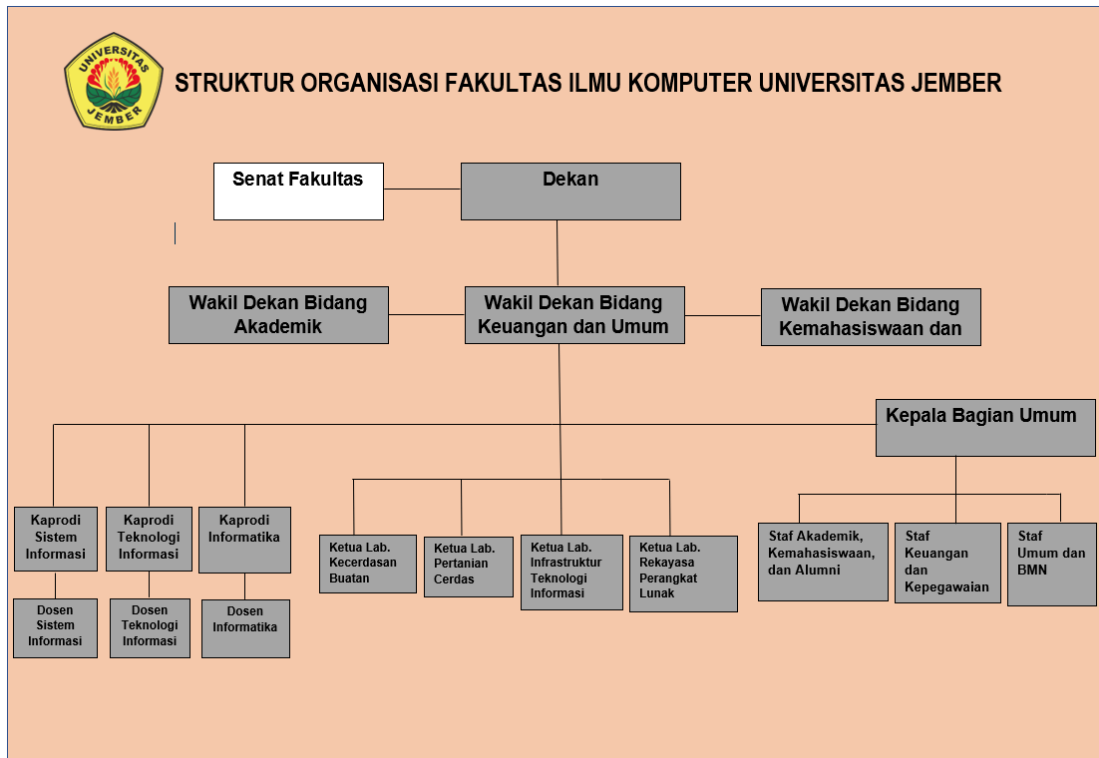 UNIVERSITAS
JEMBER
STRUKTUR ORGANISASI FAKULTAS ILMU KOMPUTER UNIVERSITAS JEMBER
Senat Fakultas
Dekan
Wakil Dekan Bidang
Akademik
Wakil Dekan Bidang
Keuangan dan Umum
Wakil Dekan Bidang
Kemahasiswaan dan
Kepala Bagian Umum
Kaprodi
Sistem
Informasi
Kaprodi
Teknologi
Informasi
Kaprodi
Informatika
Ketua Lab.
Kecerdasan
Buatan
Ketua Lab.
Pertanian
Cerdas
Ketua Lab.
Infrastruktur
Teknologi
Informasi
Ketua Lab.
Rekayasa
Perangkat
Lunak
Staf Akademik,
Kemahasiswaan,
dan Alumni
Staf
Keuangan
dan
Kepegawaian
Staf
Umum dan
BMN
Dosen
Sistem
Informasi
Dosen
Teknologi
Informasi
Dosen
Informatika